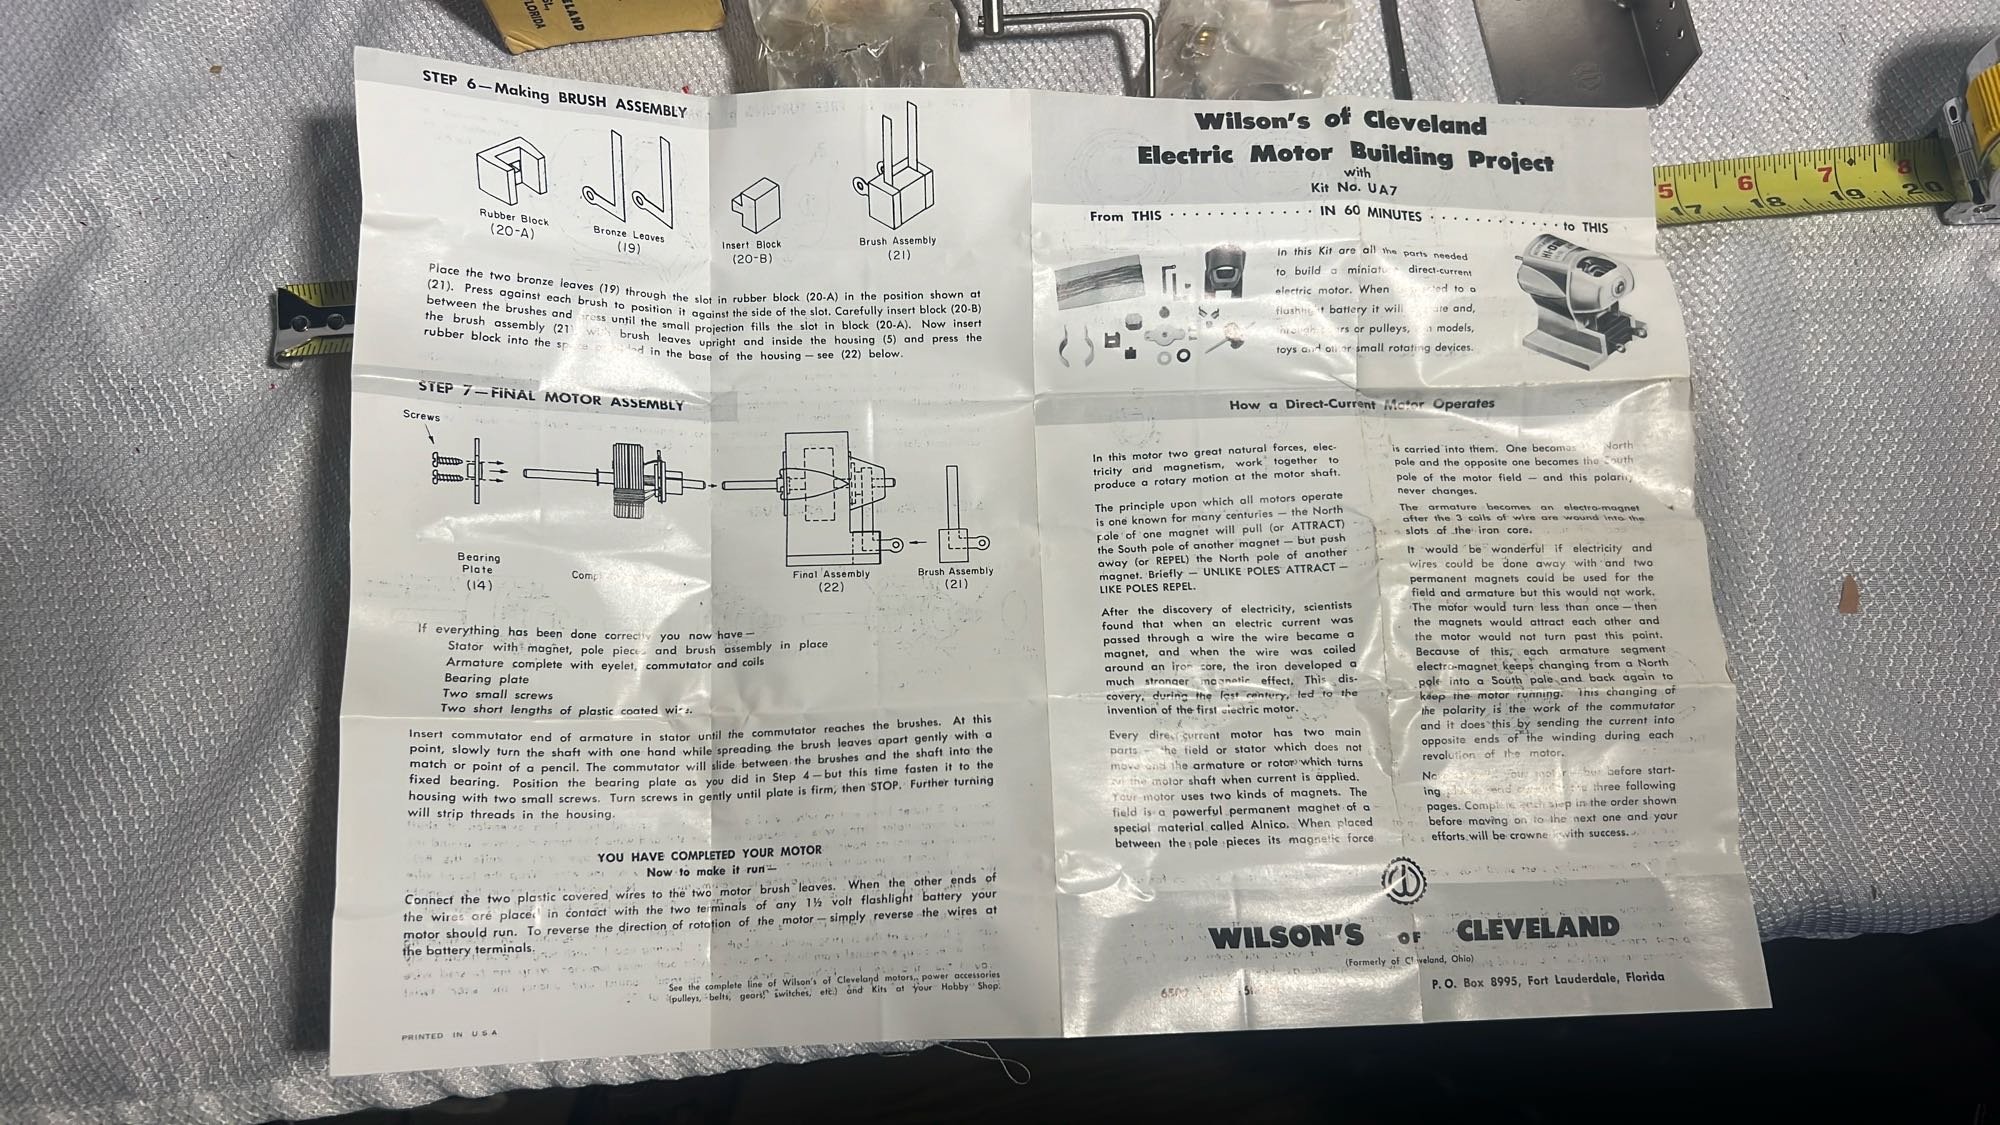 ELAND
FLORIDA
STEP 6—Making BRUSH ASSEMBLY
Rubber Block
(20-A)
Bronze Leaves
(19)
Insert Block
(20-B)
Brush Assembly
(21)
Place the two bronze leaves (19) through the slot in rubber block (20-A) in the position shown at
(21). Press against each brush to position it against the side of the slot. Carefully insert block (20-B)
between the brushes and press until the small projection fills the slot in block (20-A). Now insert
the brush assembly (21) with brush leaves upright and inside the housing (5) and press the
rubber block into the in the base of the housing — see (22) below.
STEP 7—FINAL MOTOR ASSEMBLY
Screws
Bearing
Plate
(14)
Final Assembly
(22)
Brush Assembly
(21)
If everything has been done correctly you now have—
Stator with magnet, pole pieces and brush assembly in place
Armature complete with eyelet, commutator and coils
Bearing plate
Two small screws
Two short lengths of plastic coated wire.
Insert commutator end of armature in stator until the commutator reaches the brushes. At this
point, slowly turn the shaft with one hand while spreading the brush leaves apart gently with a
match or point of a pencil. The commutator will slide between the brushes and the shaft into the
fixed bearing. Position the bearing plate as you did in Step 4—but this time fasten it to the
housing with two small screws. Turn screws in gently until plate is firm, then STOP. Further turning
will strip threads in the housing.
YOU HAVE COMPLETED YOUR MOTOR
Now to make it run—
Connect the two plastic covered wires to the two motor brush leaves. When the other ends of
the wires are placed in contact with the two terminals of any 1½ volt flashlight battery your
motor should run. To reverse the direction of rotation of the motor—simply reverse the wires at
the battery terminals.
See the complete line of Wilson's of Cleveland motors, power accessories
(pulleys, belts, gears, switches, etc.) and Kits at your Hobby Shop.
PRINTED IN U S A
Wilson's of Cleveland
Electric Motor Building Project
with
Kit No. UA7
From THIS . . . . . . . . . . . . . IN 60 MINUTES . . . . . . . . . . . . to THIS
In this Kit are all the parts needed
to build a miniature direct-current
electric motor. When to a
flashlight battery it will and,
through or pulleys, models,
toys and other small rotating devices.
How a Direct-Current Motor Operates
In this motor two great natural forces, elec-
tricity and magnetism, work together to
produce a rotary motion at the motor shaft.
The principle upon which all motors operate
is one known for many centuries — the North
pole of one magnet will pull (or ATTRACT)
the South pole of another magnet — but push
away (or REPEL) the North pole of another
magnet. Briefly — UNLIKE POLES ATTRACT —
LIKE POLES REPEL.
After the discovery of electricity, scientists
found that when an electric current was
passed through a wire the wire became a
magnet, and when the wire was coiled
around an iron core, the iron developed a
much stronger magnetic effect. This dis-
covery, during the last century, led to the
invention of the first electric motor.
Every direct current motor has two main
parts — the field or stator which does not
move and the armature or rotor which turns
the motor shaft when current is applied.
Your motor uses two kinds of magnets. The
field is a powerful permanent magnet of a
special material called Alnico. When placed
between the pole pieces its magnetic force
is carried into them. One becomes North
pole and the opposite one becomes the South
pole of the motor field — and this polarity
never changes.
The armature becomes an electro-magnet
after the 3 coils of wire are wound into the
slots of the iron core.
It would be wonderful if electricity and
wires could be done away with and two
permanent magnets could be used for the
field and armature but this would not work.
The motor would turn less than once — then
the magnets would attract each other and
the motor would not turn past this point.
Because of this, each armature segment
electro-magnet keeps changing from a North
pole into a South pole and back again to
keep the motor running. This changing of
the polarity is the work of the commutator
and it does this by sending the current into
opposite ends of the winding during each
revolution of the motor.
but before start-
ing three following
pages. Complete each step in the order shown
before moving on to the next one and your
efforts will be crowned with success.
WILSON'S OF CLEVELAND
(Formerly of Cleveland, Ohio)
P. O. Box 8995, Fort Lauderdale, Florida
5 6 7 8
17 18 19 20